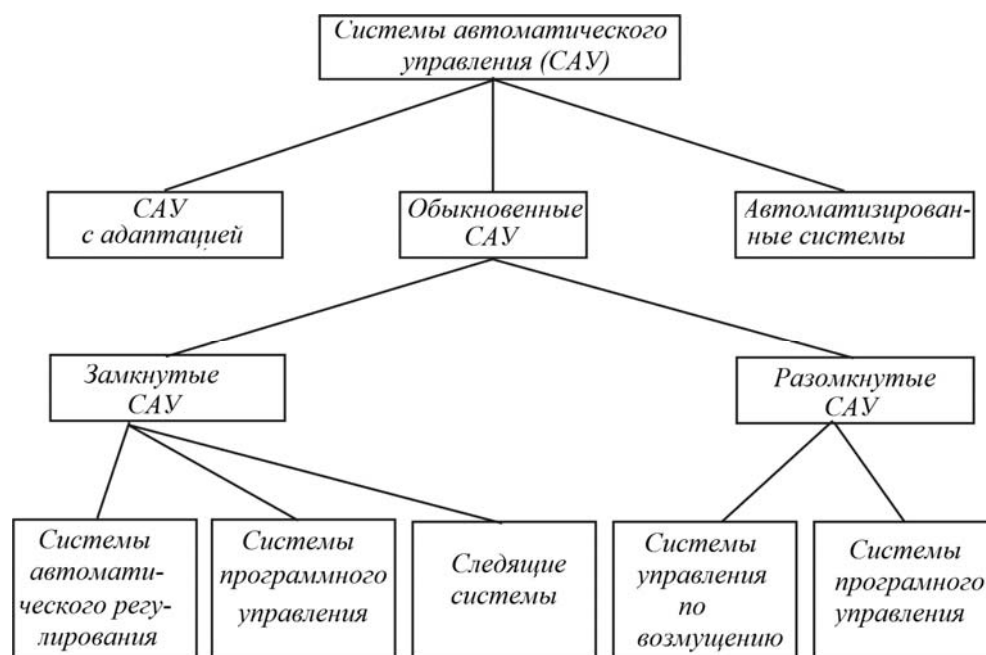 Системы автоматического
управления (САУ)
САУ
с адаптацией
Обыкновенные
САУ
Автоматизирован-
ные системы
Замкнутые
САУ
Разомкнутые
САУ
Системы
автомати-
ческого регу-
лирования
Системы
программного
управления
Следящие
системы
Системы
управления
по
возмущению
Системы
програмного
управления